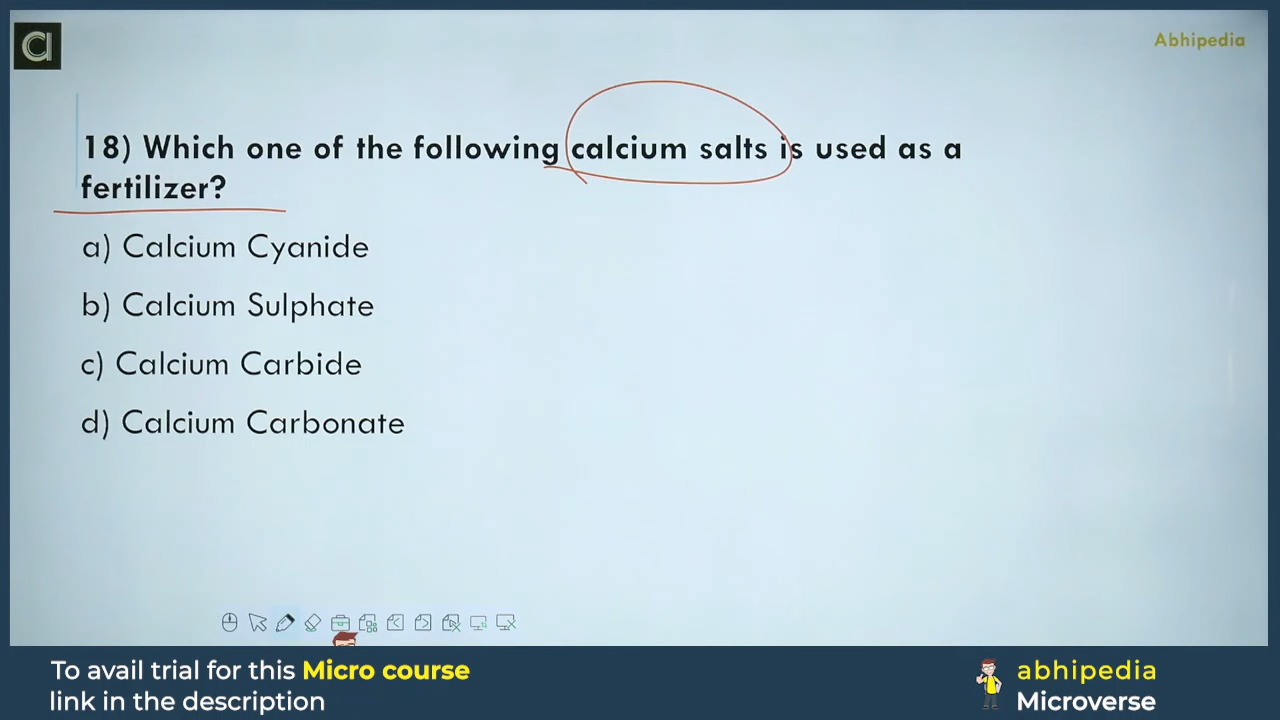 Abhipedia
18) Which one of the following calcium salts is used as a
fertilizer?
a) Calcium Cyanide
b) Calcium Sulphate
c) Calcium Carbide
d) Calcium Carbonate
To avail trial for this Micro course
link in the description
abhipedia
Microverse